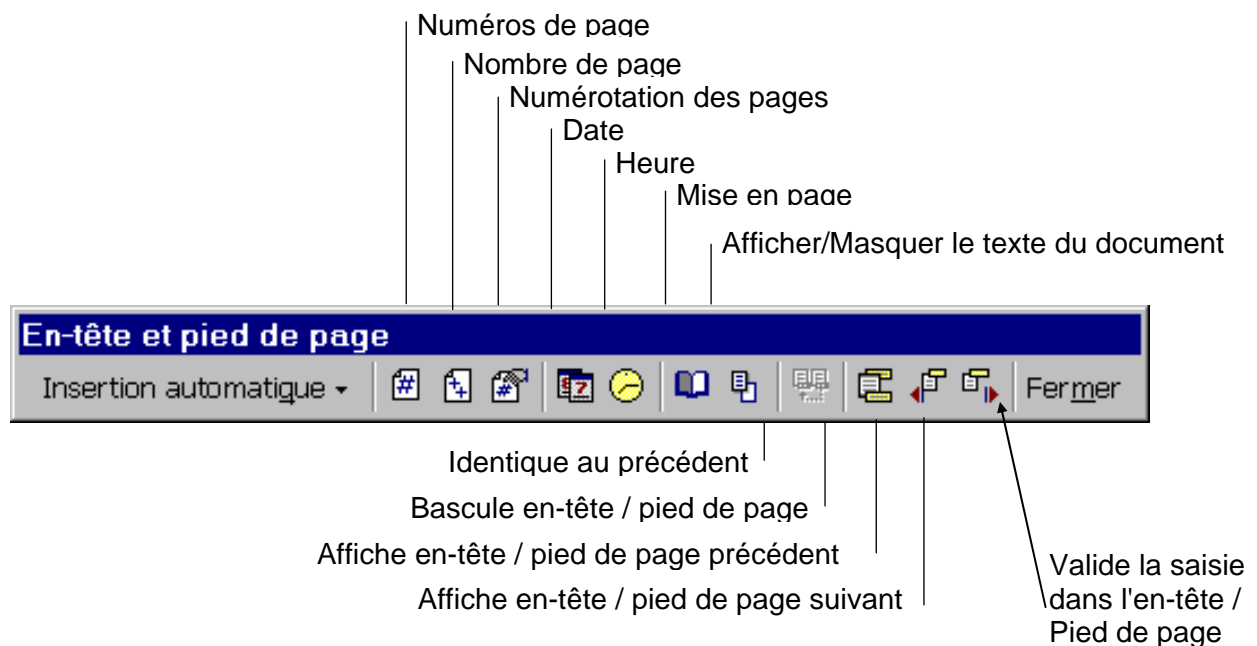 Numéros de page
Nombre de page
Numérotation des pages
Date
Heure
Mise en page
Afficher/Masquer le texte du document
En-tête et pied de page
Insertion automatique
Fermer
Identique au précédent
Bascule en-tête / pied de page
Affiche en-tête / pied de page précédent
Affiche en-tête / pied de page suivant
Valide la saisie
dans l'en-tête /
Pied de page